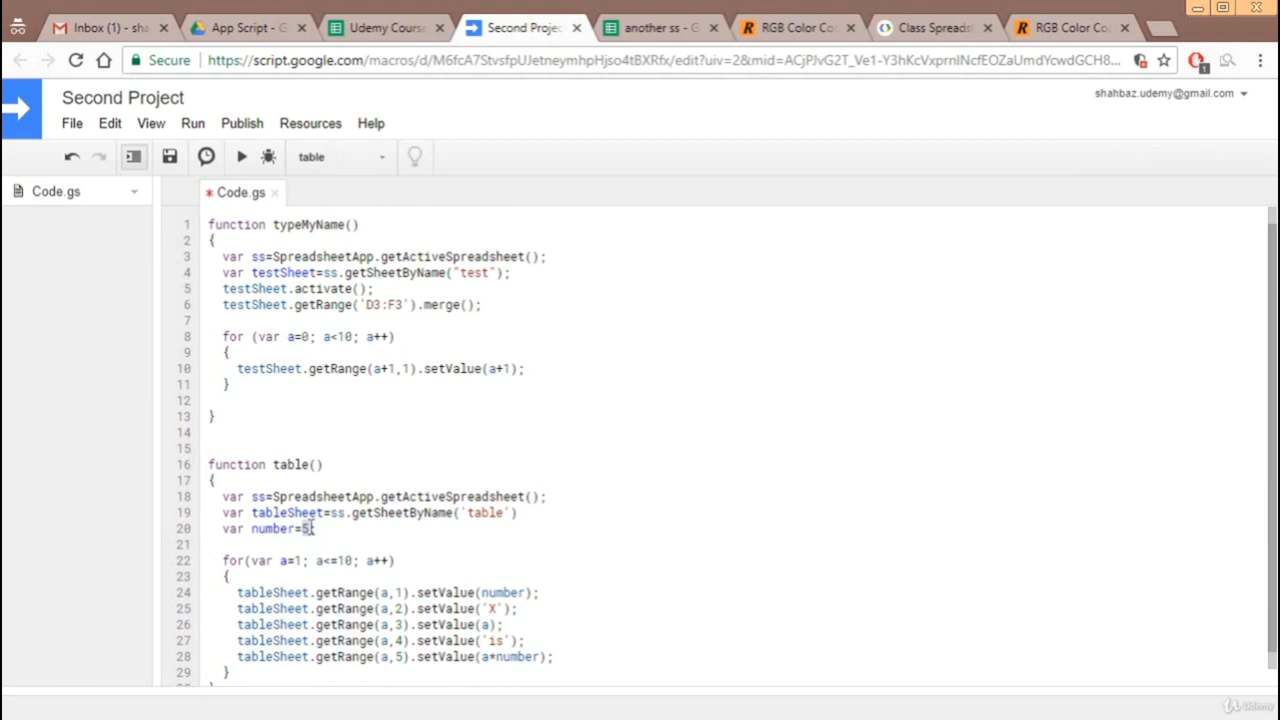 Inbox (1) - sha
App Script - G
Udemy Course
Second Project
another ss - G
RGB Color Co
Class Spreads
RGB Color Co
Secure
https://script.google.com/macros/d/M6fcA7StvsfpUJetneymhpHjso4tBXRfx/edit?uiv=2&mid=ACjPJvG2T_Ve1-Y3hKcVxprnINcfEOZaUmdYcwdGCH8...
1
Second Project
shahbaz.udemy@gmail.com
File Edit View Run Publish Resources Help
table
Code.gs
* Code.gs
1 function typeMyName()
2 {
3 var ss=SpreadsheetApp.getActiveSpreadsheet();
4 var testSheet=ss.getSheetByName("test");
5 testSheet.activate();
6 testSheet.getRange('D3:F3').merge();
7
8 for (var a=0; a<10; a++)
9 {
10 testSheet.getRange(a+1,1).setValue(a+1);
11 }
12
13 }
14
15
16 function table()
17 {
18 var ss=SpreadsheetApp.getActiveSpreadsheet();
19 var tableSheet=ss.getSheetByName('table')
20 var number=5;
21
22 for(var a=1; a<=10; a++)
23 {
24 tableSheet.getRange(a,1).setValue(number);
25 tableSheet.getRange(a,2).setValue('X');
26 tableSheet.getRange(a,3).setValue(a);
27 tableSheet.getRange(a,4).setValue('is');
28 tableSheet.getRange(a,5).setValue(a*number);
29 }
Udemy